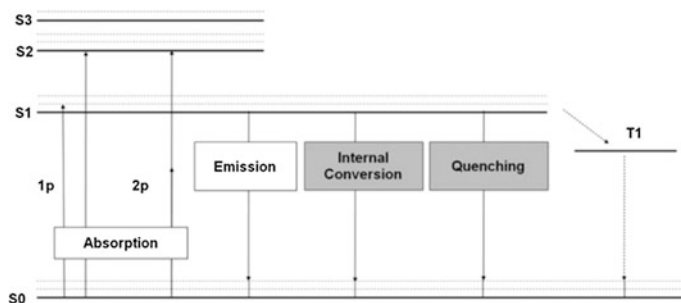 S3
S2
S1
T1
Emission
Internal
Conversion
Quenching
1p
2p
Absorption
S0